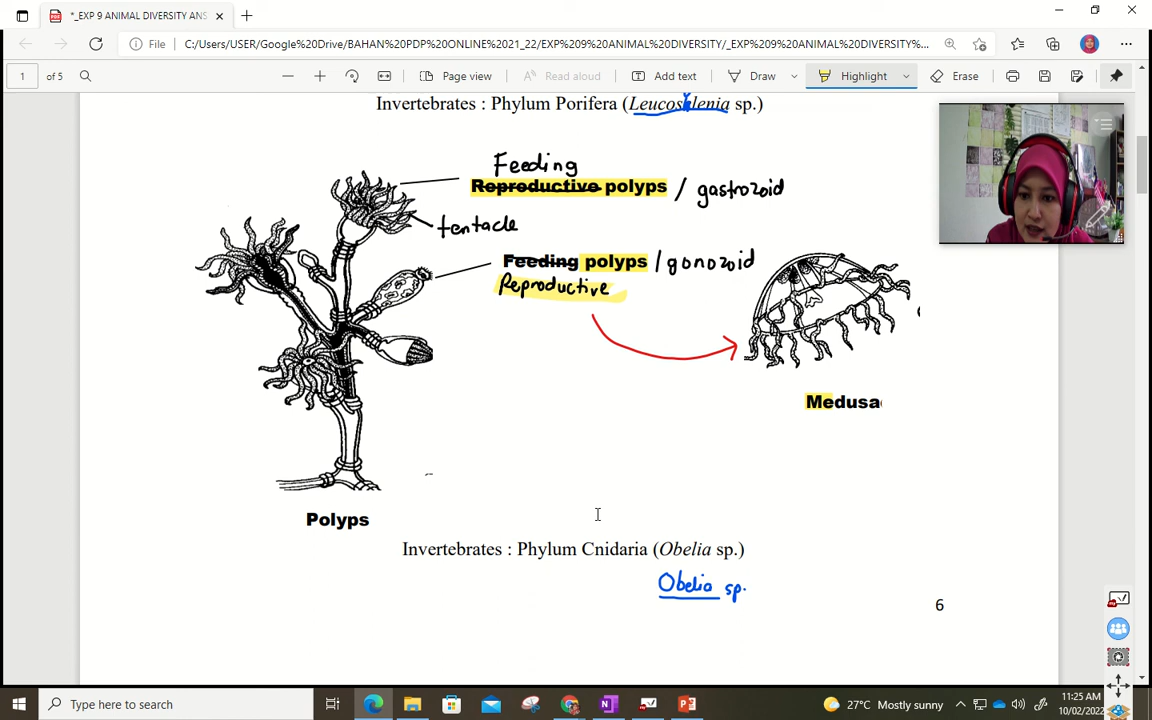 *_EXP 9 ANIMAL DIVERSITY ANS
File C:/Users/USER/Google%20Drive/BAHAN%20PDP%20ONLINE%202021_22/EXP%209%20ANIMAL%20DIVERSITY/_EXP%209%20ANIMAL%20DIVERSITY%...
1 of 5 Page view Read aloud Add text Draw Highlight Erase
Invertebrates : Phylum Porifera (Leucosolenia sp.)
Feeding
Reproductive polyps / gastrozoid
tentacle
Feeding polyps / gonozoid
Reproductive
Medusa
Polyps
Invertebrates : Phylum Cnidaria (Obelia sp.)
Obelia sp.
6
Type here to search 27°C Mostly sunny 11:25 AM
10/02/2022